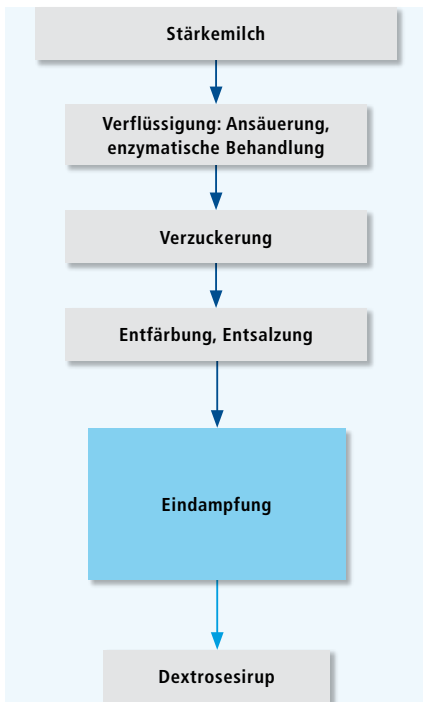 Stärkemilch
Verflüssigung: Ansäuerung,
enzymatische Behandlung
Verzuckerung
Entfärbung, Entsalzung
Eindampfung
Dextrosesirup